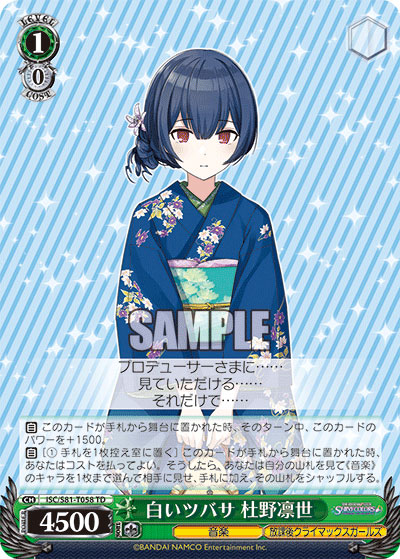 LEVEL
1
0
COST
SAMPLE
プロデューサーさまに……
見ていただける……
それだけで……
自 このカードが手札から舞台に置かれた時、そのターン中、このカードの
パワーを+1500。
自 [① 手札を1枚控え室に置く] このカードが手札から舞台に置かれた時、
あなたはコストを払ってよい。そうしたら、あなたは自分の山札を見て《音楽》
のキャラを1枚まで選んで相手に見せ、手札に加え、その山札をシャッフルする。
CM ISC/S81-T058 TD
POWER
4500
白いツバサ 杜野凛世
SHINY COLORS
音楽
放課後クライマックスガールズ
©BANDAI NAMCO Entertainment Inc.